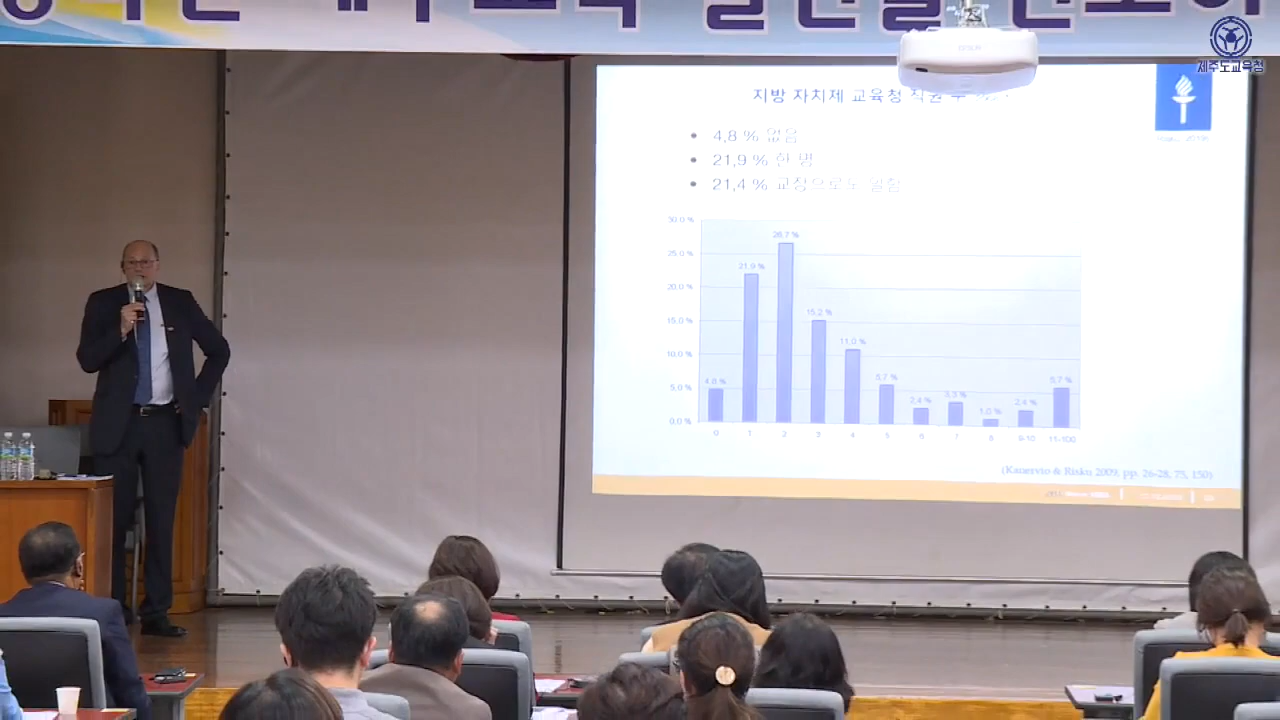 제주도교육청
지방 자치제 교육청 직원 수
4,8 % 없음
21,9 % 한 명
21,4 % 교장으로도 일함
30,0 %
25,0 %
20,0 %
15,0 %
10,0 %
5,0 %
0,0 %
4,8 %
21,9 %
26,7 %
15,2 %
11,0 %
5,7 %
2,4 %
3,3 %
1,0 %
2,4 %
5,7 %
0 1 2 3 4 5 6 7 8 9-10 11-100
(Kanervio & Risku 2009, pp. 26-28, 75, 150)